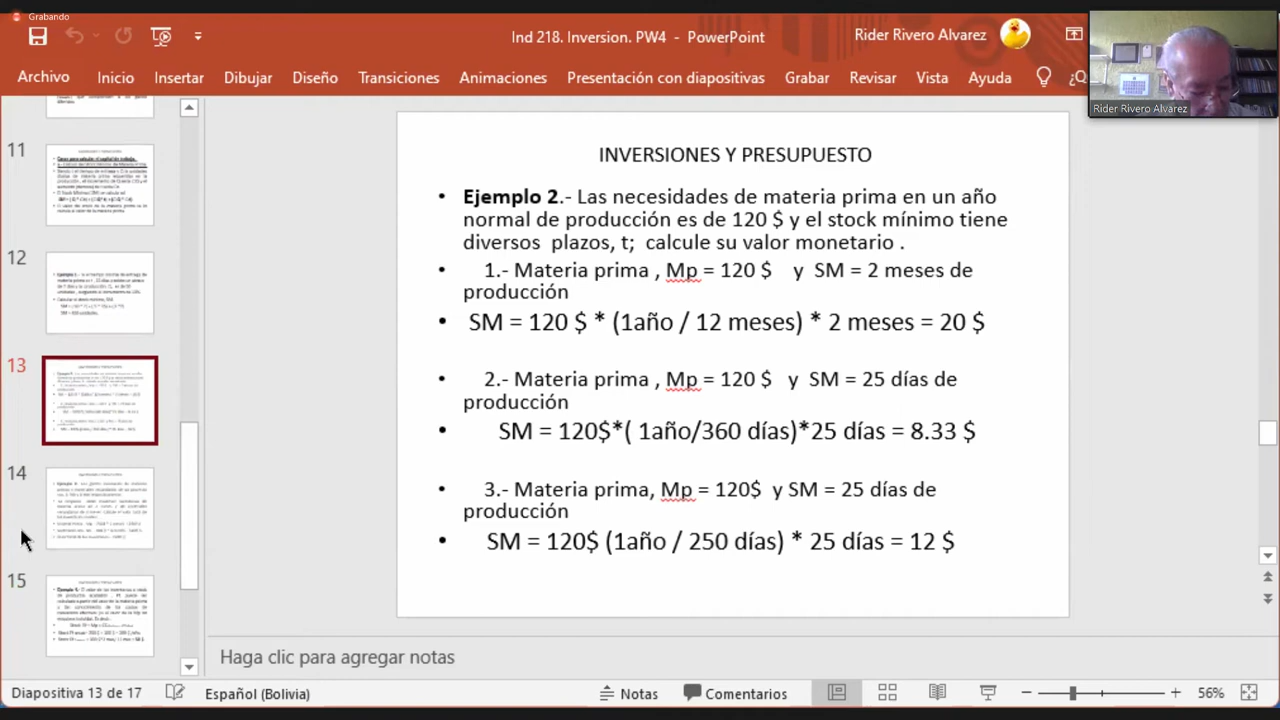 Grabando
Ind 218. Inversion. PW4 - PowerPoint
Rider Rivero Alvarez
Archivo Inicio Insertar Dibujar Diseño Transiciones Animaciones Presentación con diapositivas Grabar Revisar Vista Ayuda
Rider Rivero Alvarez
11
12
13
14
15
INVERSIONES Y PRESUPUESTO
• Ejemplo 2.- Las necesidades de materia prima en un año
normal de producción es de 120 $ y el stock mínimo tiene
diversos plazos, t; calcule su valor monetario .
• 1.- Materia prima , Mp = 120 $ SM = 2 meses de
producción
• SM = 120 $ * (1año / 12 meses) * 2 meses = 20 $
• 2.- Materia prima , Mp = 120 $ y SM = 25 días de
producción
• SM = 120$*( 1año/360 días)*25 días = 8.33 $
• 3.- Materia prima, Mp = 120$ y SM = 25 días de
producción
• SM = 120$ (1año / 250 días) * 25 días = 12 $
Haga clic para agregar notas
Diapositiva 13 de 17 Español (Bolivia) Notas Comentarios 56%